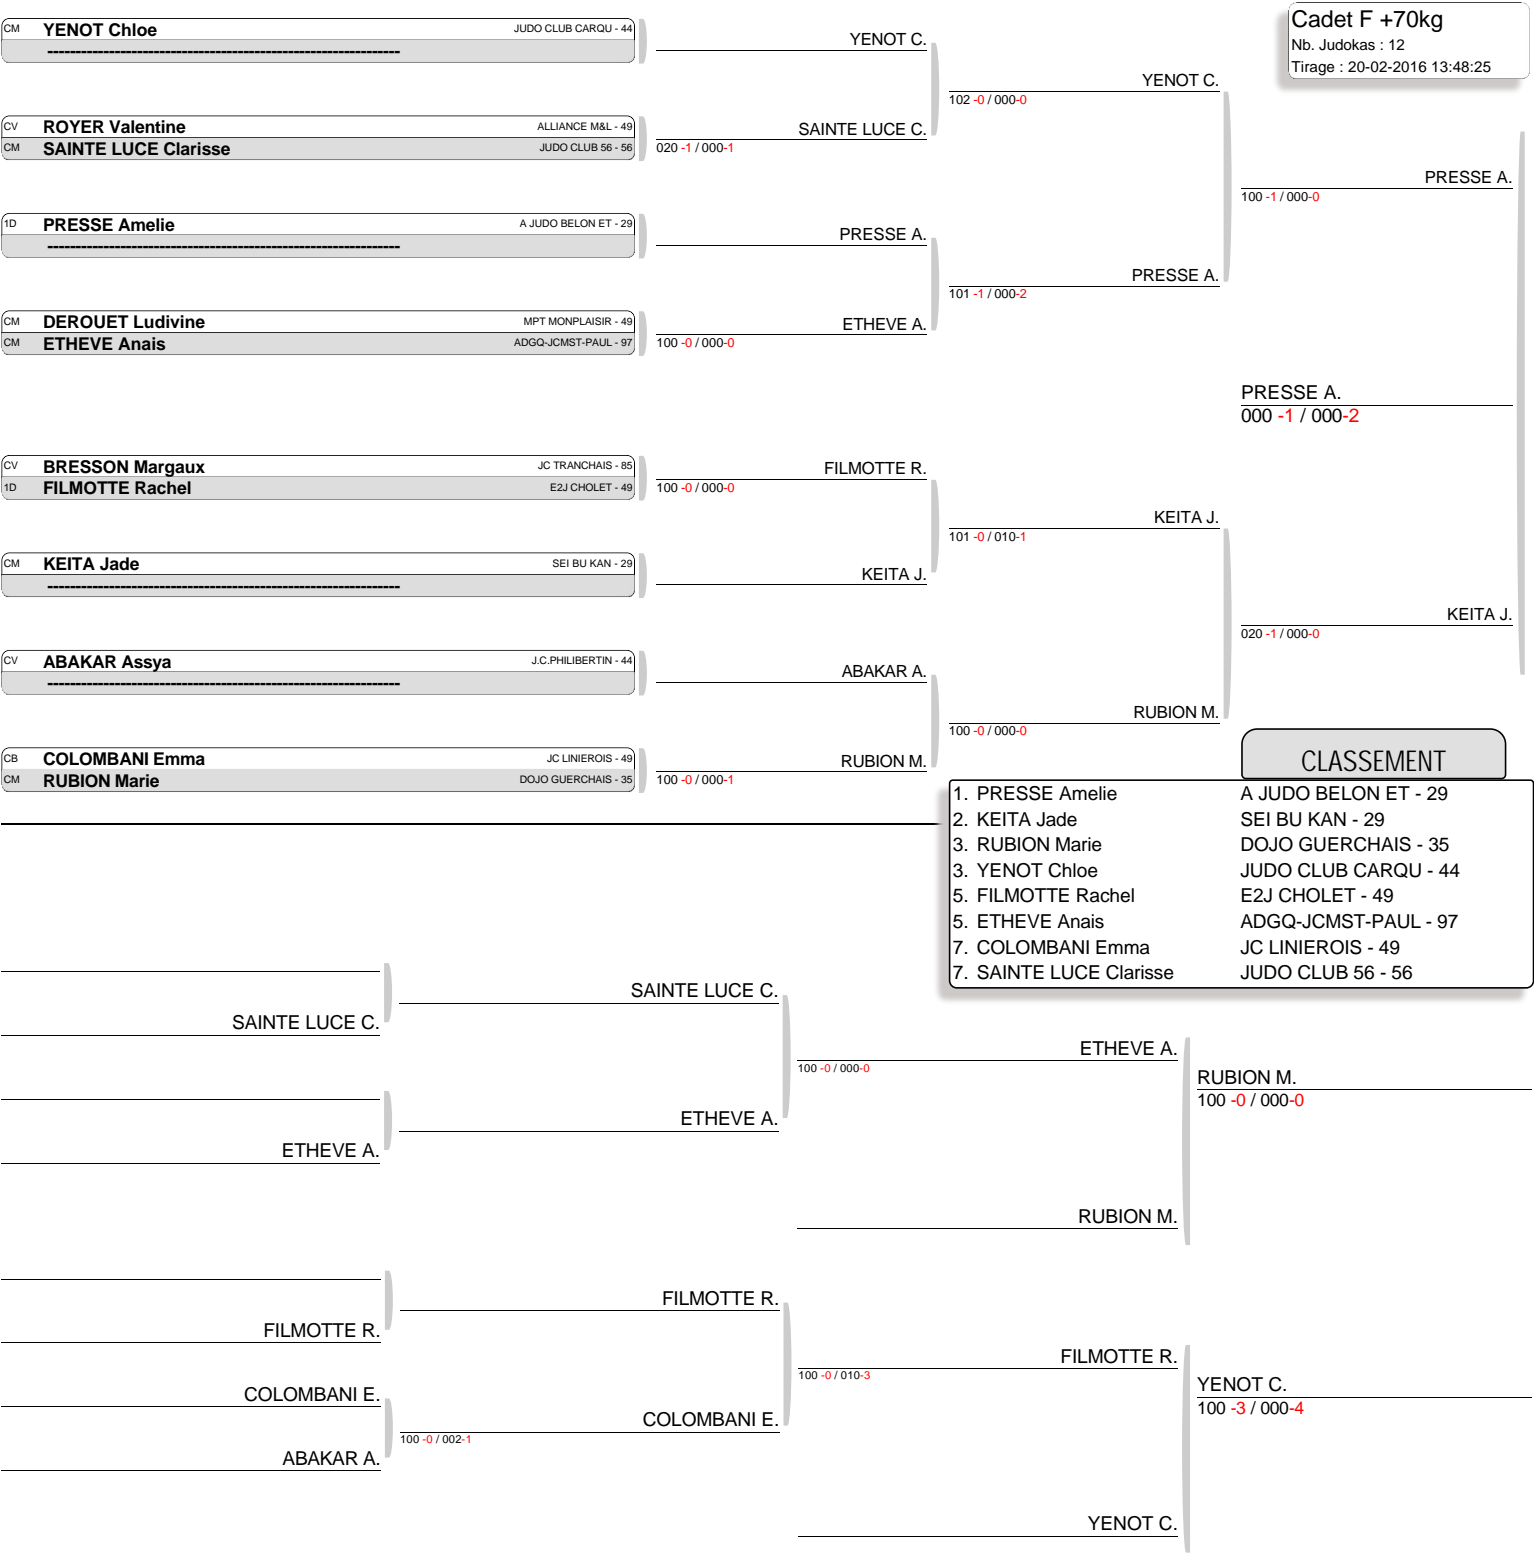 Cadet F +70kg
Nb. Judokas : 12
Tirage : 20-02-2016 13:48:25
CM YENOT Chloe JUDO CLUB CARQU - 44
----------------------------------------------------------------
CV ROYER Valentine ALLIANCE M&L - 49
CM SAINTE LUCE Clarisse JUDO CLUB 56 - 56
1D PRESSE Amelie A JUDO BELON ET - 29
----------------------------------------------------------------
CM DEROUET Ludivine MPT MONPLAISIR - 49
CM ETHEVE Anais ADGQ-JCMST-PAUL - 97
CV BRESSON Margaux JC TRANCHAIS - 85
1D FILMOTTE Rachel E2J CHOLET - 49
CM KEITA Jade SEI BU KAN - 29
----------------------------------------------------------------
CV ABAKAR Assya J.C.PHILIBERTIN - 44
----------------------------------------------------------------
CB COLOMBANI Emma JC LINIEROIS - 49
CM RUBION Marie DOJO GUERCHAIS - 35
YENOT C.
SAINTE LUCE C.
020 -1 / 000-1
PRESSE A.
ETHEVE A.
100 -0 / 000-0
FILMOTTE R.
100 -0 / 000-0
KEITA J.
ABAKAR A.
RUBION M.
100 -0 / 000-1
YENOT C.
102 -0 / 000-0
PRESSE A.
101 -1 / 000-2
KEITA J.
101 -0 / 010-1
RUBION M.
100 -0 / 000-0
PRESSE A.
100 -1 / 000-0
PRESSE A.
000 -1 / 000-2
KEITA J.
020 -1 / 000-0
CLASSEMENT
1. PRESSE Amelie A JUDO BELON ET - 29
2. KEITA Jade SEI BU KAN - 29
3. RUBION Marie DOJO GUERCHAIS - 35
3. YENOT Chloe JUDO CLUB CARQU - 44
5. FILMOTTE Rachel E2J CHOLET - 49
5. ETHEVE Anais ADGQ-JCMST-PAUL - 97
7. COLOMBANI Emma JC LINIEROIS - 49
7. SAINTE LUCE Clarisse JUDO CLUB 56 - 56
SAINTE LUCE C.
ETHEVE A.
SAINTE LUCE C.
ETHEVE A.
ETHEVE A.
100 -0 / 000-0
RUBION M.
RUBION M.
100 -0 / 000-0
FILMOTTE R.
COLOMBANI E.
ABAKAR A.
FILMOTTE R.
COLOMBANI E.
100 -0 / 002-1
FILMOTTE R.
100 -0 / 010-3
YENOT C.
YENOT C.
100 -3 / 000-4